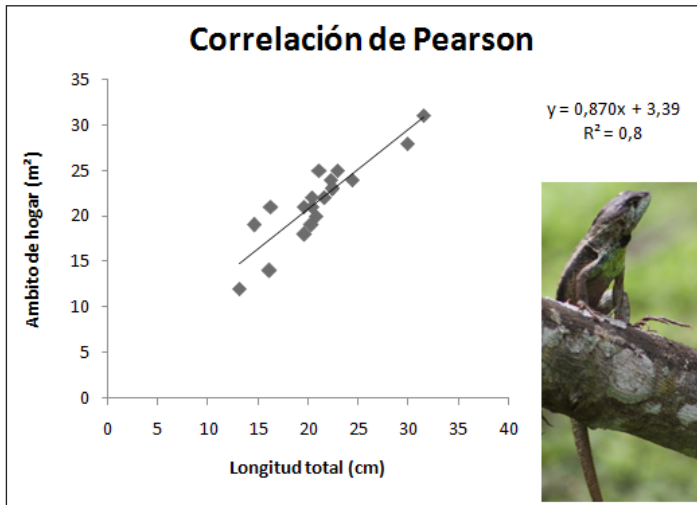 Correlación de Pearson
y = 0,870x + 3,39
R² = 0,8
Ambito de hogar (m²)
35
30
25
20
15
10
5
0
0 5 10 15 20 25 30 35 40
Longitud total (cm)